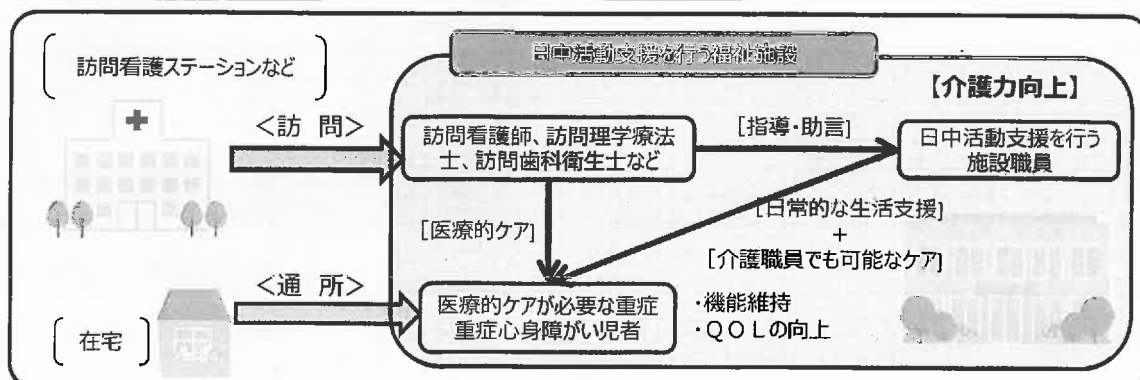 日中活動支援を行う福祉施設
訪問看護ステーションなど
【介護力向上】
<訪 問>
訪問看護師、訪問理学療法
士、訪問歯科衛生士など
[指導・助言]
日中活動支援を行う
施設職員
[医療的ケア]
[日常的な生活支援]
+
[介護職員でも可能なケア]
<通 所>
在宅
医療的ケアが必要な重症
重症心身障がい児者
・機能維持
・QOLの向上